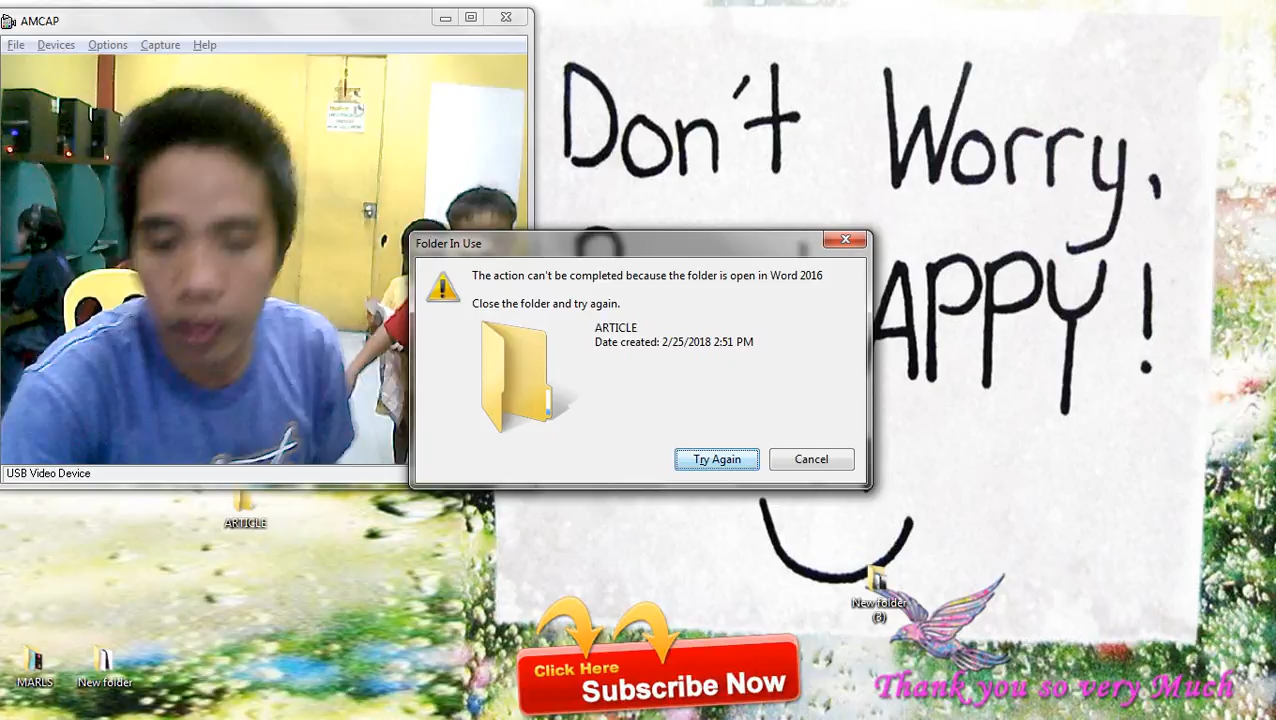 AMCAP
File Devices Options Capture Help
Don't Worry,
APPY!
Folder In Use
The action can't be completed because the folder is open in Word 2016
Close the folder and try again.
ARTICLE
Date created: 2/25/2018 2:51 PM
Try Again Cancel
USB Video Device
ARTICLE
New folder
(3)
MARLS
New folder
Click Here
Subscribe Now
Thank you so very Much